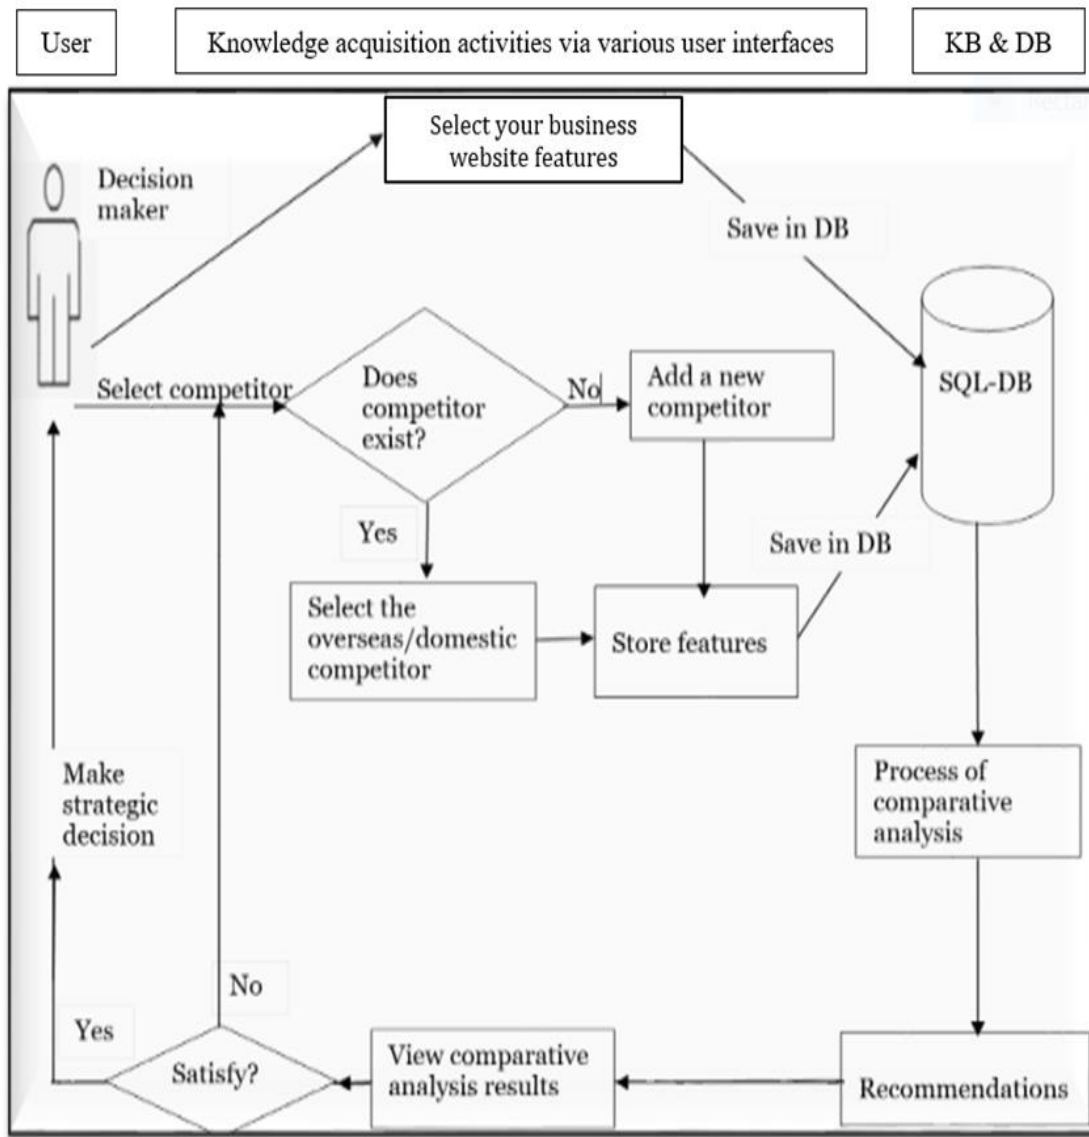 User
Knowledge acquisition activities via various user interfaces
KB & DB
Select your business
website features
Decision
maker
Save in DB
Select competitor
Does
competitor
exist?
No
Add a new
competitor
SQL-DB
Yes
Save in DB
Select the
overseas/domestic
competitor
Store features
Make
strategic
decision
Process of
comparative
analysis
No
Yes
Satisfy?
View comparative
analysis results
Recommendations